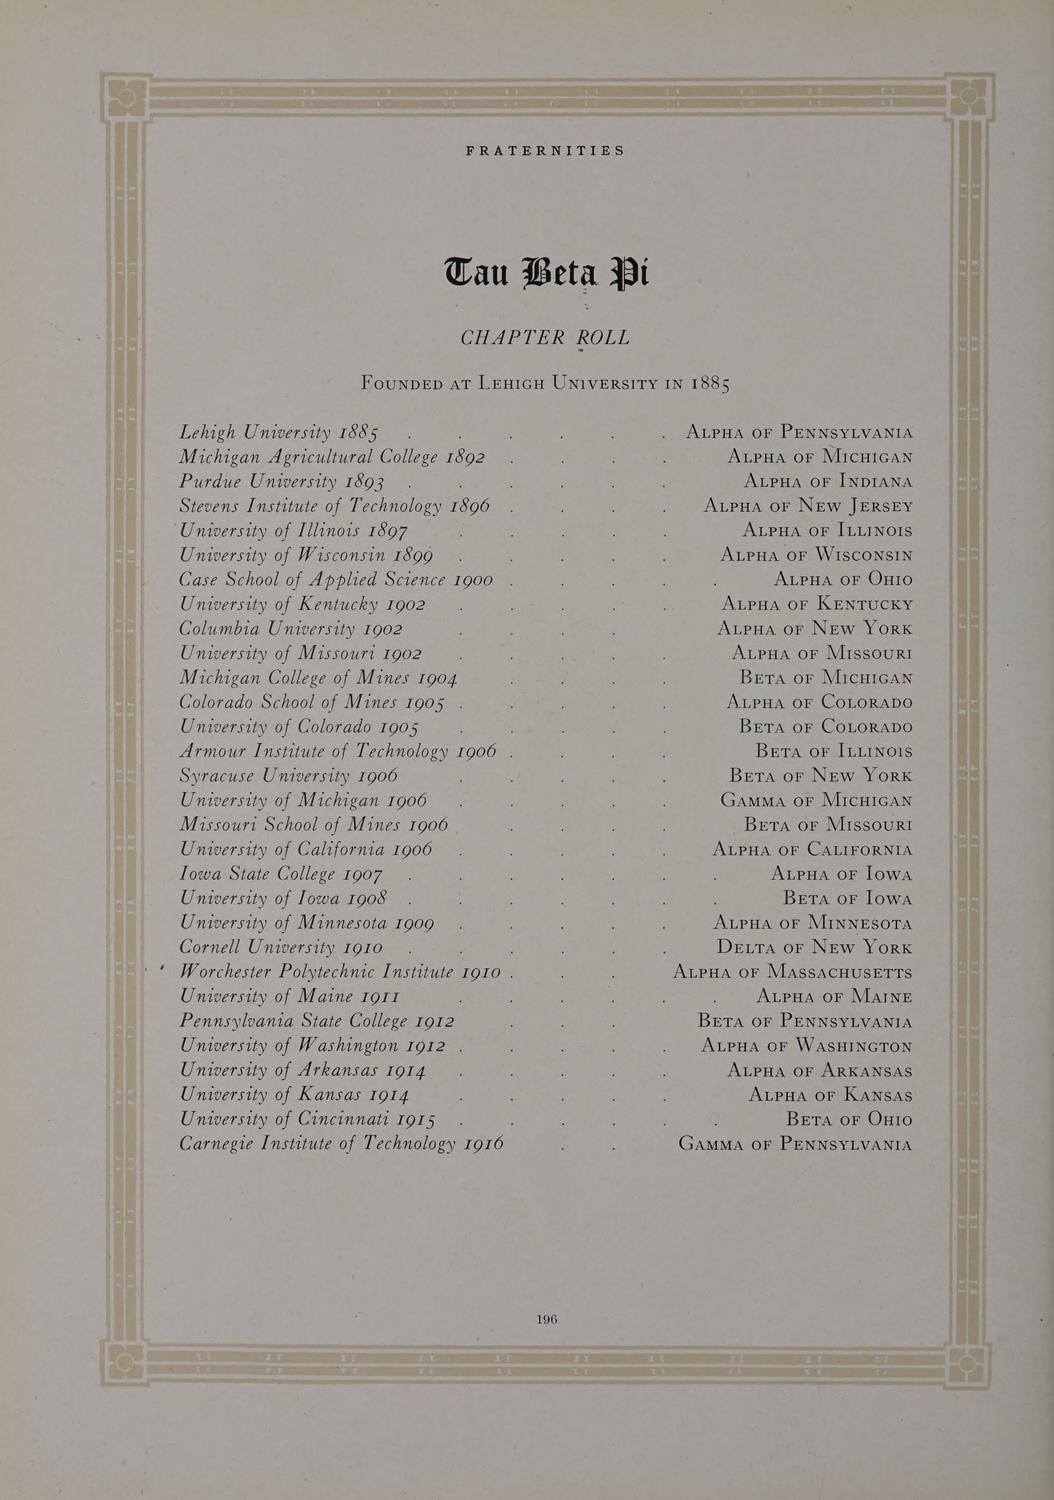 FRATERNITIES
Tau Beta Pi
CHAPTER ROLL
FOUNDED AT LEHIGH UNIVERSITY IN 1885
Lehigh University 1885 . . . . . . ALPHA OF PENNSYLVANIA
Michigan Agricultural College 1892 . . . . ALPHA OF MICHIGAN
Purdue University 1893 . . . . . . ALPHA OF INDIANA
Stevens Institute of Technology 1896 . . . . ALPHA OF NEW JERSEY
University of Illinois 1897 . . . . . ALPHA OF ILLINOIS
University of Wisconsin 1899 . . . . . ALPHA OF WISCONSIN
Case School of Applied Science 1900 . . . . . ALPHA OF OHIO
University of Kentucky 1902 . . . . . ALPHA OF KENTUCKY
Columbia University 1902 . . . . ALPHA OF NEW YORK
University of Missouri 1902 . . . . . ALPHA OF MISSOURI
Michigan College of Mines 1904 . . . . BETA OF MICHIGAN
Colorado School of Mines 1905 . . . . . ALPHA OF COLORADO
University of Colorado 1905 . . . . . BETA OF COLORADO
Armour Institute of Technology 1906 . . . . BETA OF ILLINOIS
Syracuse University 1906 . . . . . BETA OF NEW YORK
University of Michigan 1906 . . . . . GAMMA OF MICHIGAN
Missouri School of Mines 1906 . . . . BETA OF MISSOURI
University of California 1906 . . . . . ALPHA OF CALIFORNIA
Iowa State College 1907 . . . . . . . ALPHA OF IOWA
University of Iowa 1908 . . . . . . . BETA OF IOWA
University of Minnesota 1909 . . . . . ALPHA OF MINNESOTA
Cornell University 1910 . . . . . . DELTA OF NEW YORK
Worchester Polytechnic Institute 1910 . . . ALPHA OF MASSACHUSETTS
University of Maine 1911 . . . . . . ALPHA OF MAINE
Pennsylvania State College 1912 . . . BETA OF PENNSYLVANIA
University of Washington 1912 . . . . . ALPHA OF WASHINGTON
University of Arkansas 1914 . . . . . ALPHA OF ARKANSAS
University of Kansas 1914 . . . . . ALPHA OF KANSAS
University of Cincinnati 1915 . . . . . . BETA OF OHIO
Carnegie Institute of Technology 1916 . . GAMMA OF PENNSYLVANIA
196